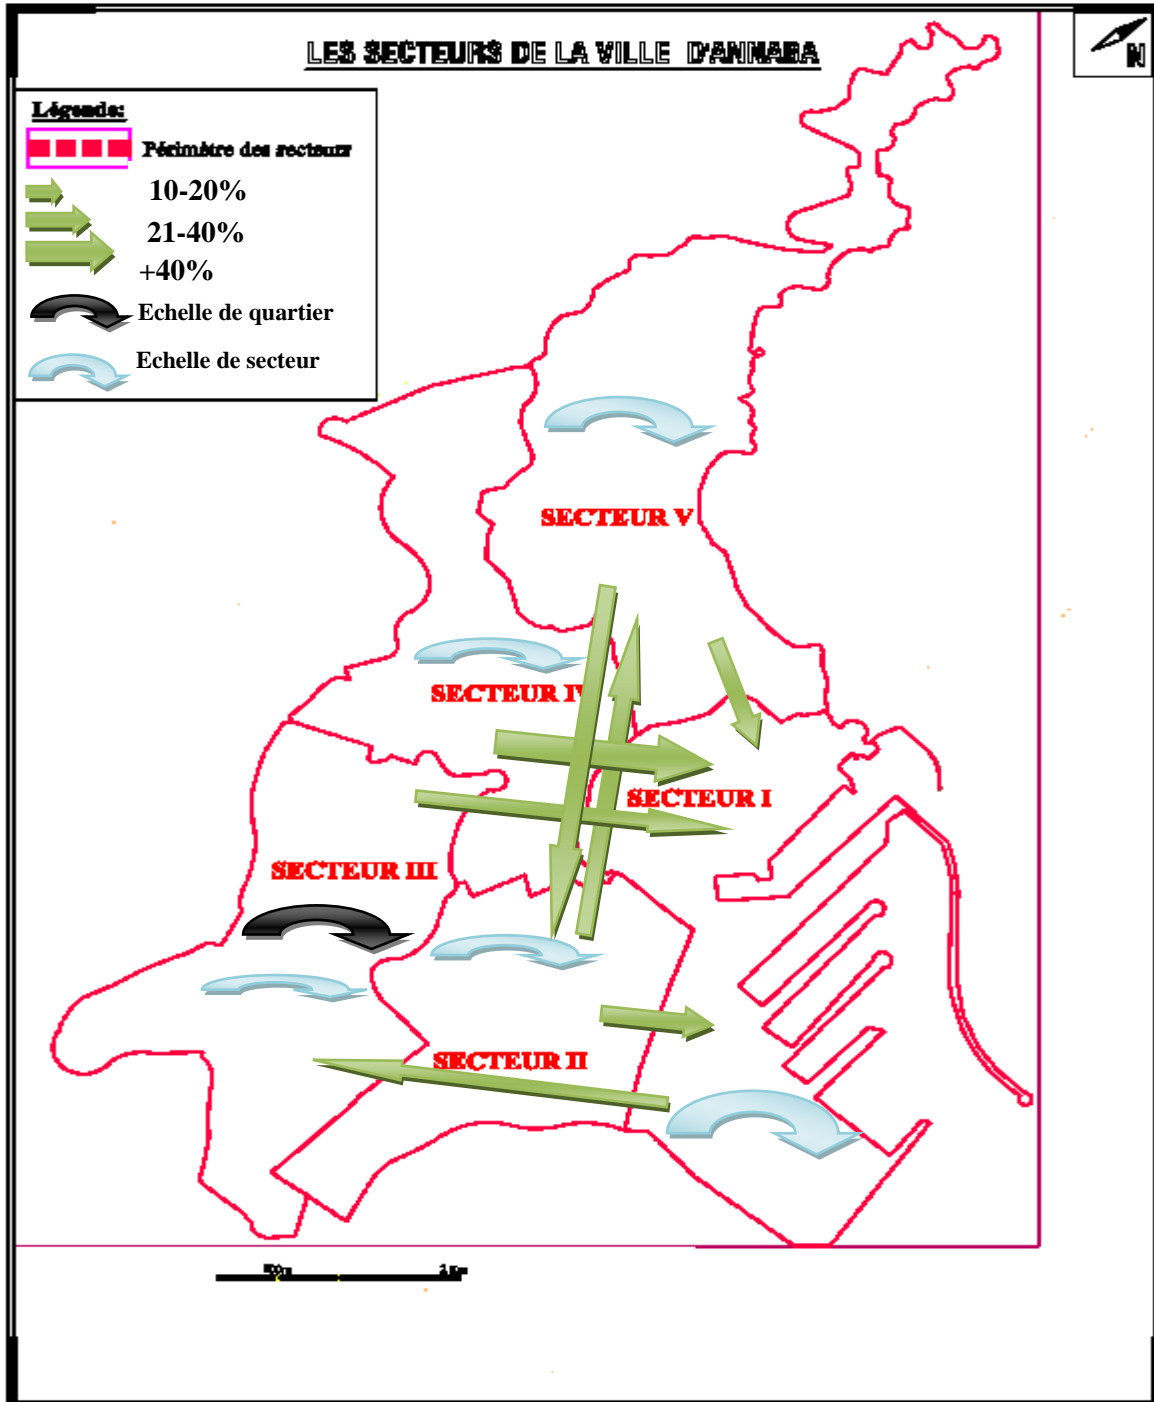 LES SECTEURS DE LA VILLE D'ANNABA
N
Légende:
Périmètre des secteurs
10-20%
21-40%
+40%
Echelle de quartier
Echelle de secteur
SECTEUR V
SECTEUR IV
SECTEUR I
SECTEUR III
SECTEUR II